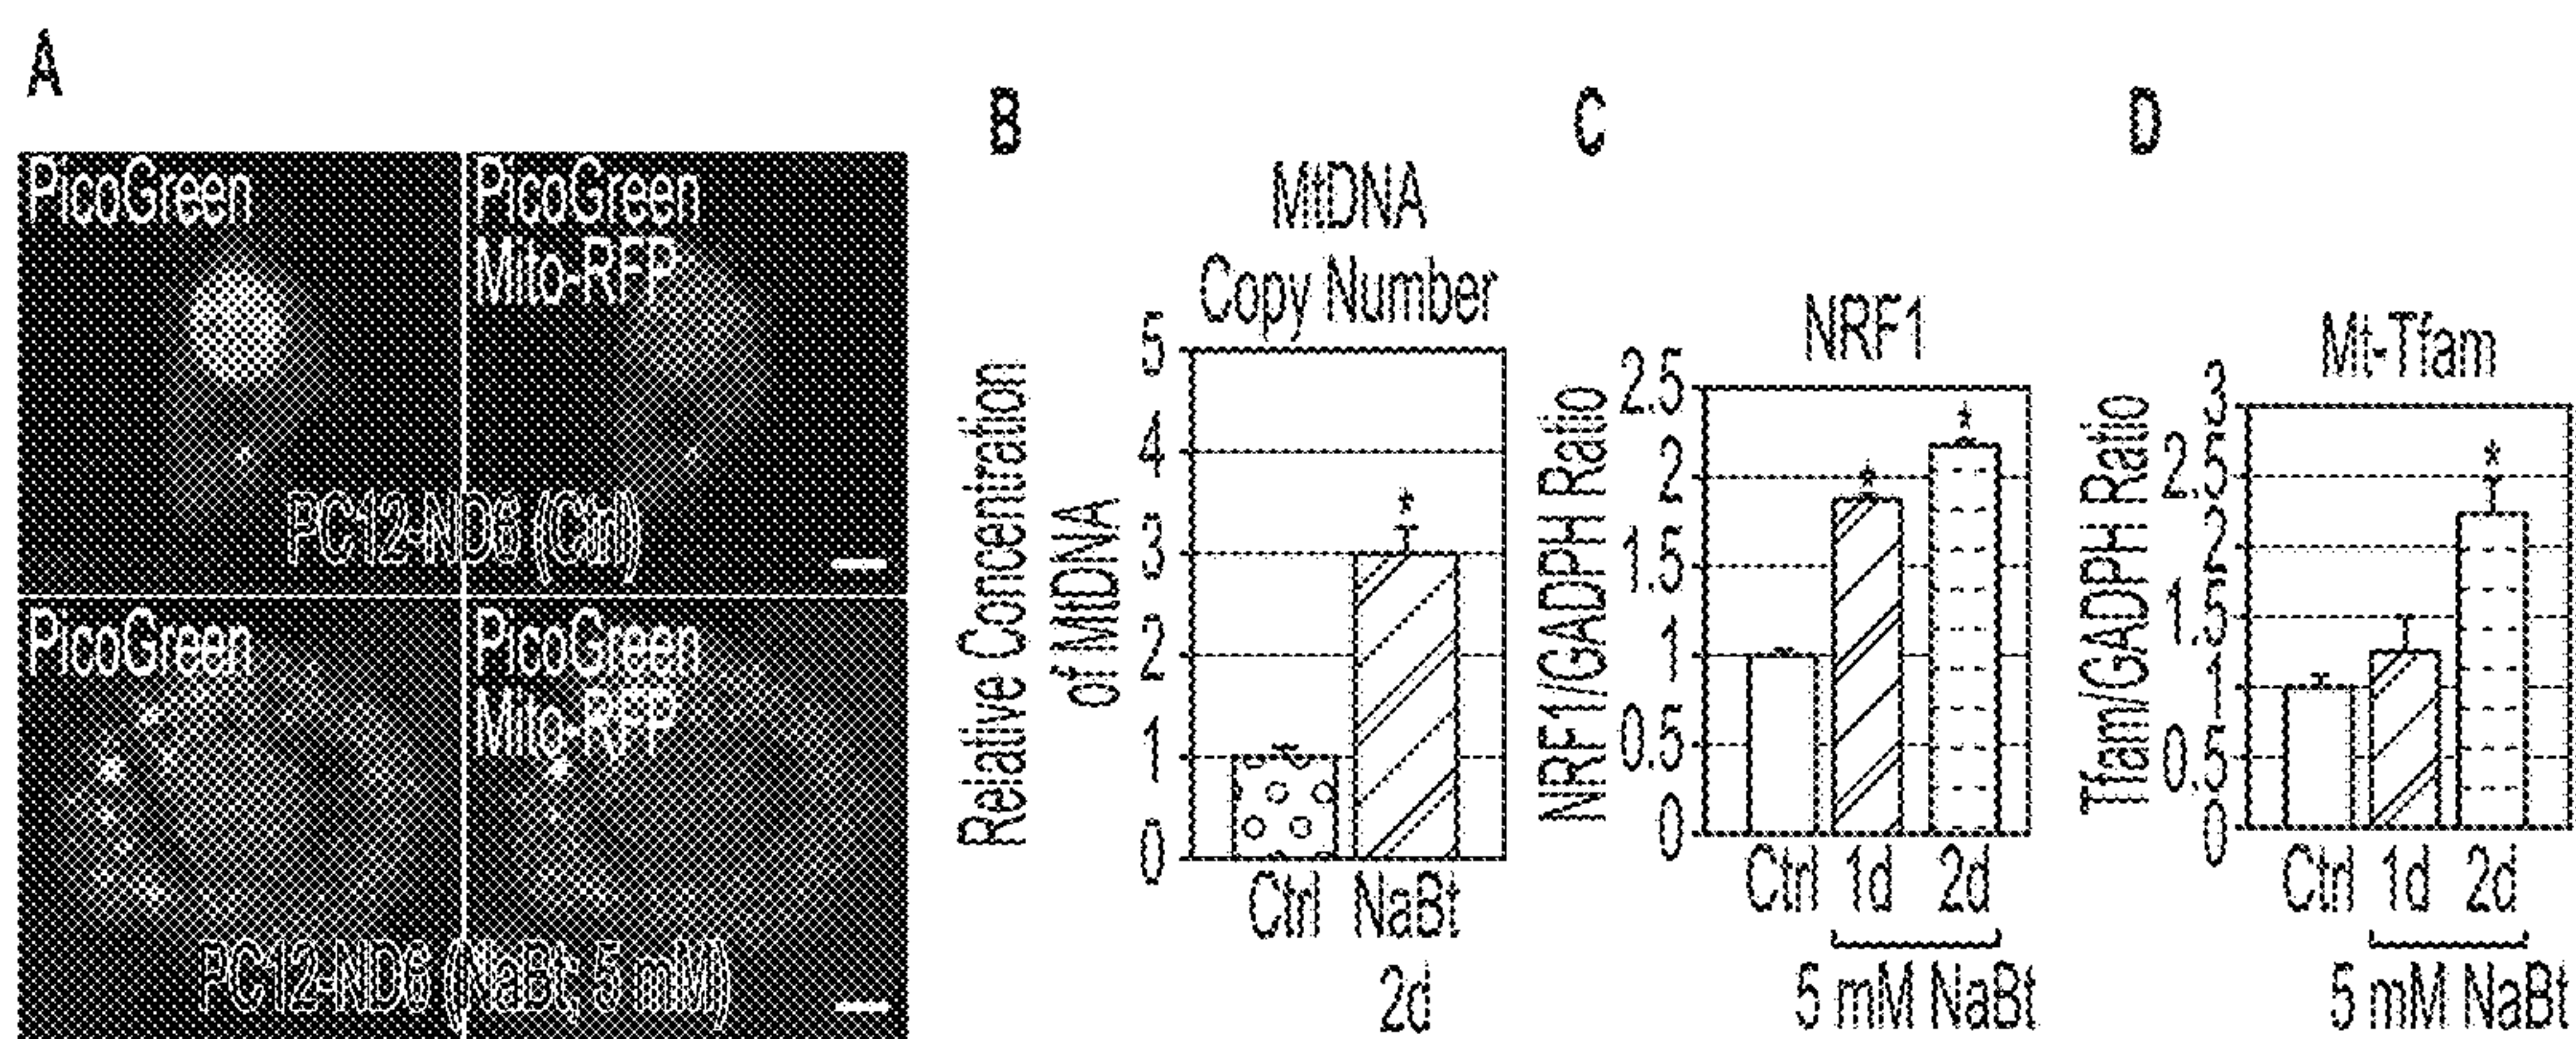 A
PicoGreen
PicoGreen
Mito-RFP
PC12-ND6 (Ctrl)
PicoGreen
PicoGreen
Mito-RFP
PC12-ND6 (NaBt, 5 mM)
B
MtDNA
Copy Number
Relative Concentration
of MtDNA
5
4
3
2
1
0
*
Ctrl NaBt
2d
C
NRF1
NRF1/GADPH Ratio
2.5
2
1.5
1
0.5
0
*
*
Ctrl 1d 2d
5 mM NaBt
D
Mt-Tfam
Tfam/GADPH Ratio
3
2.5
2
1.5
1
0.5
0
*
Ctrl 1d 2d
5 mM NaBt